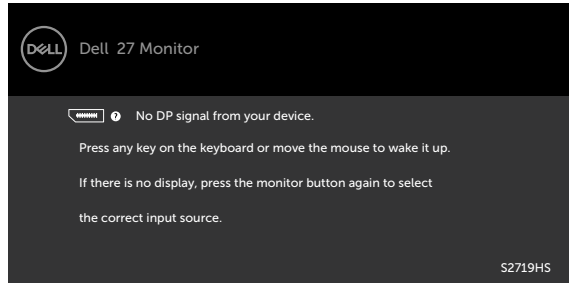 DELL
Dell 27 Monitor
? No DP signal from your device.
Press any key on the keyboard or move the mouse to wake it up.
If there is no display, press the monitor button again to select
the correct input source.
S2719HS